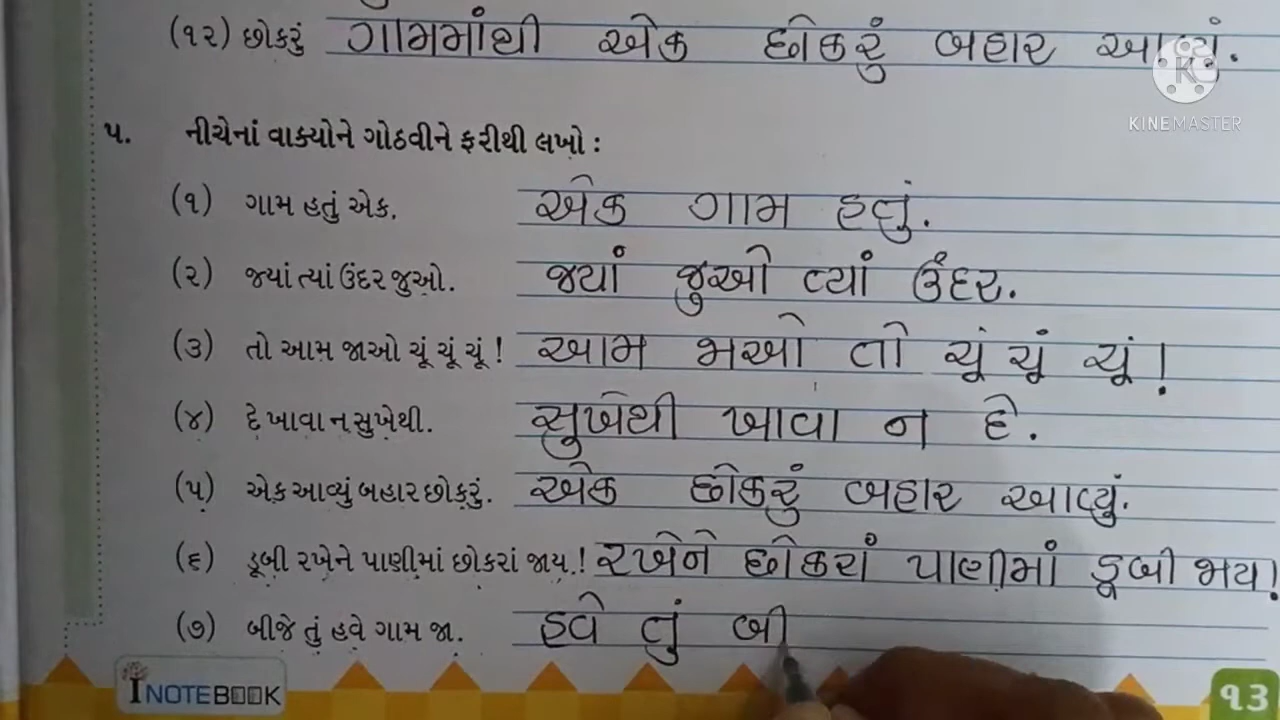 (૧૨) છોકરું ગામમાંથી એક છોકરું બહાર આવ્યું.
KINEMASTER
૫. નીચેનાં વાક્યોને ગોઠવીને ફરીથી લખો :
(૧) ગામ હતું એક. એક ગામ હતું.
(૨) જ્યાં ત્યાં ઉંદર જુઓ. જ્યાં જુઓ ત્યાં ઉંદર.
(૩) તો આમ જાઓ ચૂં ચૂં ચૂં ! આમ જાઓ તો ચૂં ચૂં ચૂં !
(૪) દે ખાવા ન સુખેથી. સુખેથી ખાવા ન દે.
(૫) એક આવ્યું બહાર છોકરું. એક છોકરું બહાર આવ્યું.
(૬) ડૂબી રખેને પાણીમાં છોકરાં જાય.! રખેને છોકરાં પાણીમાં ડૂબી જાય!
(૭) બીજે તું હવે ગામ જા. હવે તું બી
iNOTEBOOK
૧૩